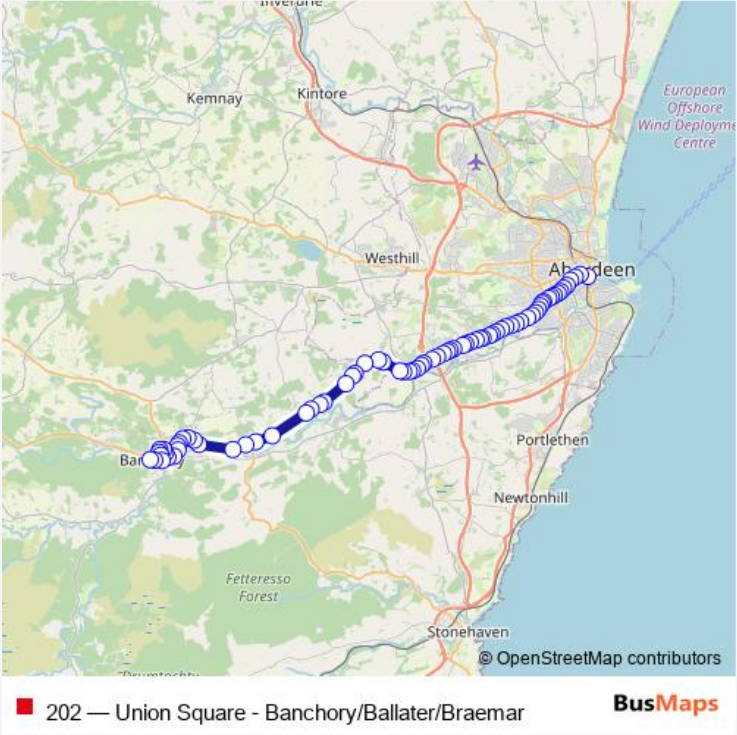 Kemnay
Kintore
European
Offshore
Wind Deployme
Centre
Westhill
Aberdeen
Portlethen
Newtonhill
Fetteresso
Forest
Stonehaven
© OpenStreetMap contributors
202 — Union Square - Banchory/Ballater/Braemar
BusMaps